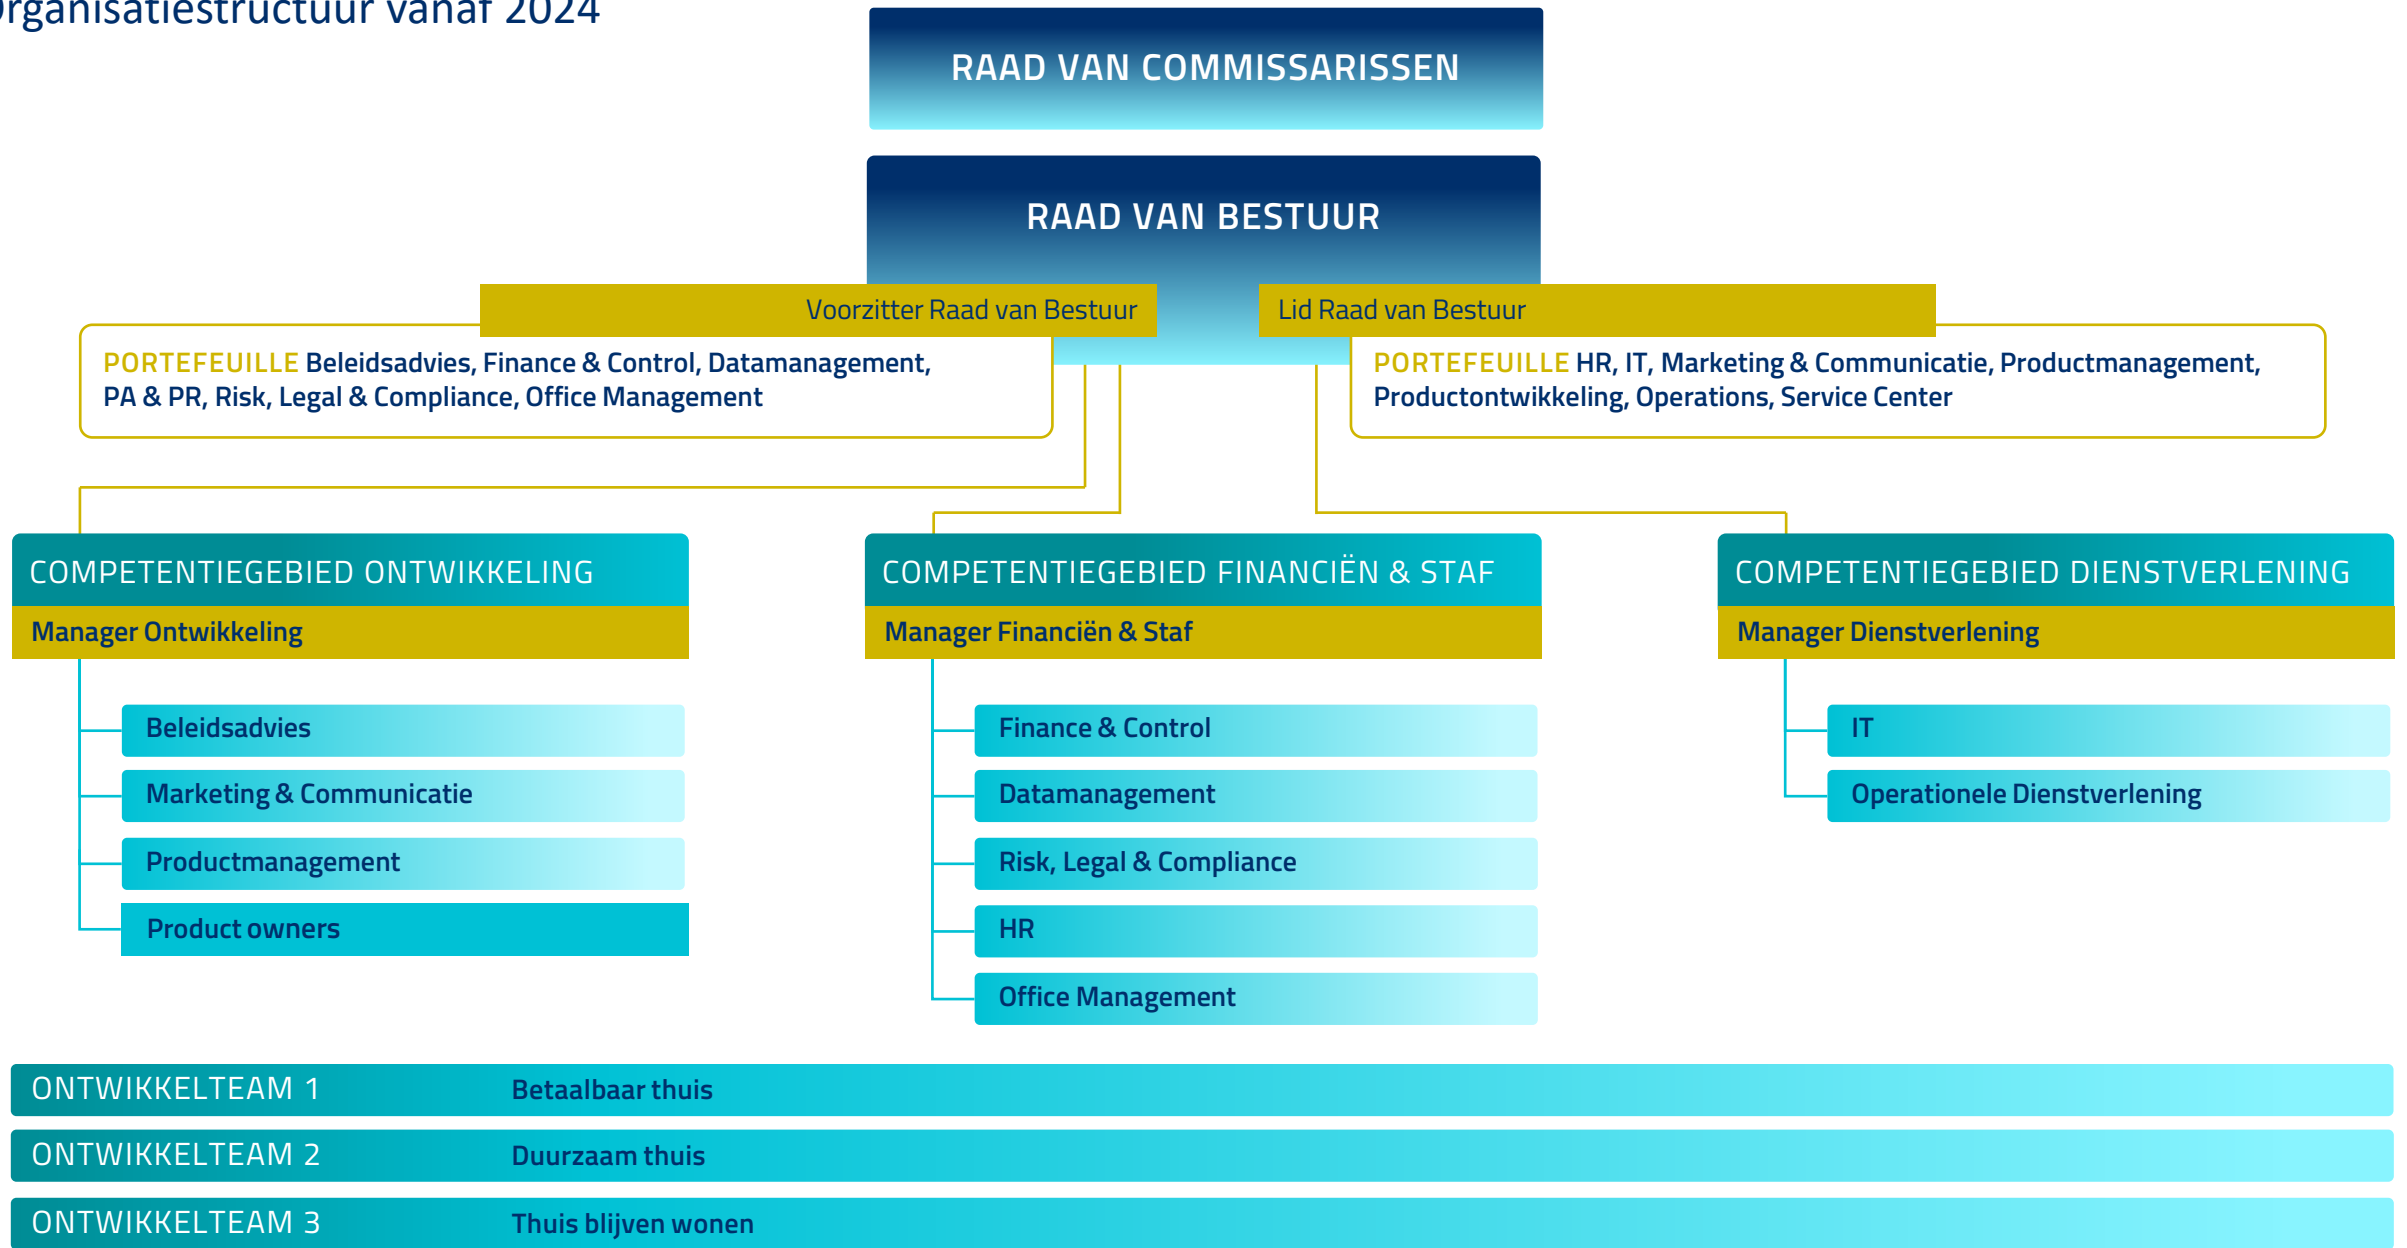 Organisatiestructuur vanaf 2024
RAAD VAN COMMISSARISSEN
RAAD VAN BESTUUR
Voorzitter Raad van Bestuur
Lid Raad van Bestuur
PORTEFEUILLE Beleidsadvies, Finance & Control, Datamanagement,
PA & PR, Risk, Legal & Compliance, Office Management
PORTEFEUILLE HR, IT, Marketing & Communicatie, Productmanagement,
Productontwikkeling, Operations, Service Center
COMPETENTIEGEBIED ONTWIKKELING
Manager Ontwikkeling
Beleidsadvies
Marketing & Communicatie
Productmanagement
Product owners
COMPETENTIEGEBIED FINANCIËN & STAF
Manager Financiën & Staf
Finance & Control
Datamanagement
Risk, Legal & Compliance
HR
Office Management
COMPETENTIEGEBIED DIENSTVERLENING
Manager Dienstverlening
IT
Operationele Dienstverlening
ONTWIKKELTEAM 1 Betaalbaar thuis
ONTWIKKELTEAM 2 Duurzaam thuis
ONTWIKKELTEAM 3 Thuis blijven wonen